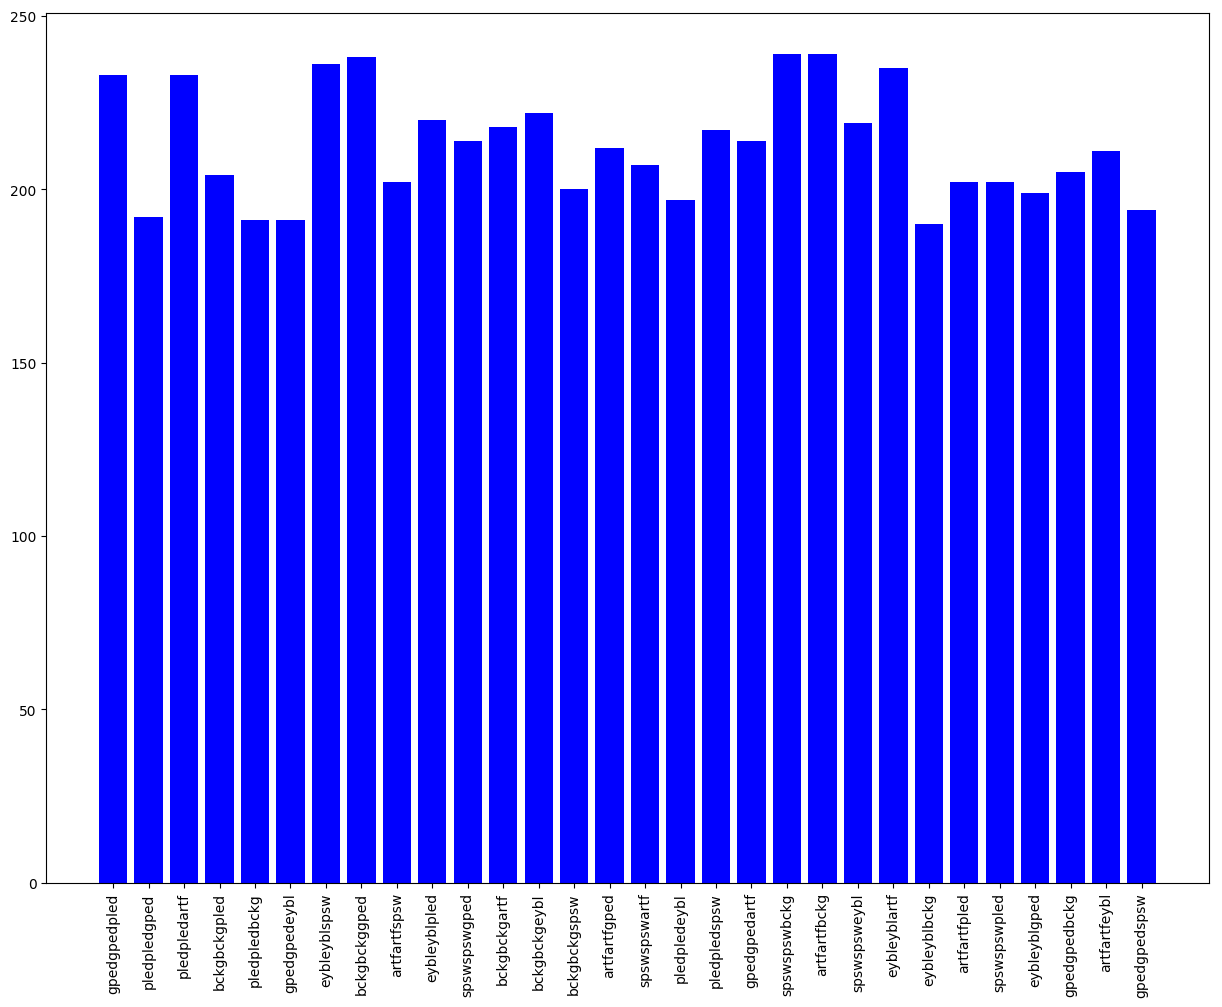 250
200
150
100
50
0
gpedgpedpled
pledpledgped
pledpledartf
bckgbckgpled
pledpledbckg
gpedgpedeybl
eybleyblspsw
bckgbckggped
artfartfspsw
eybleyblpled
spswspswgped
bckgbckgartf
bckgbckgeybl
bckgbckgspsw
artfartfgped
spswspswartf
pledpledeybl
pledpledspsw
gpedgpedartf
spswspswbckg
artfartfbckg
spswspsweybl
eybleyblartf
eybleyblbckg
artfartfpled
spswspswpled
eybleyblgped
gpedgpedbckg
artfartfeybl
gpedgpedspsw